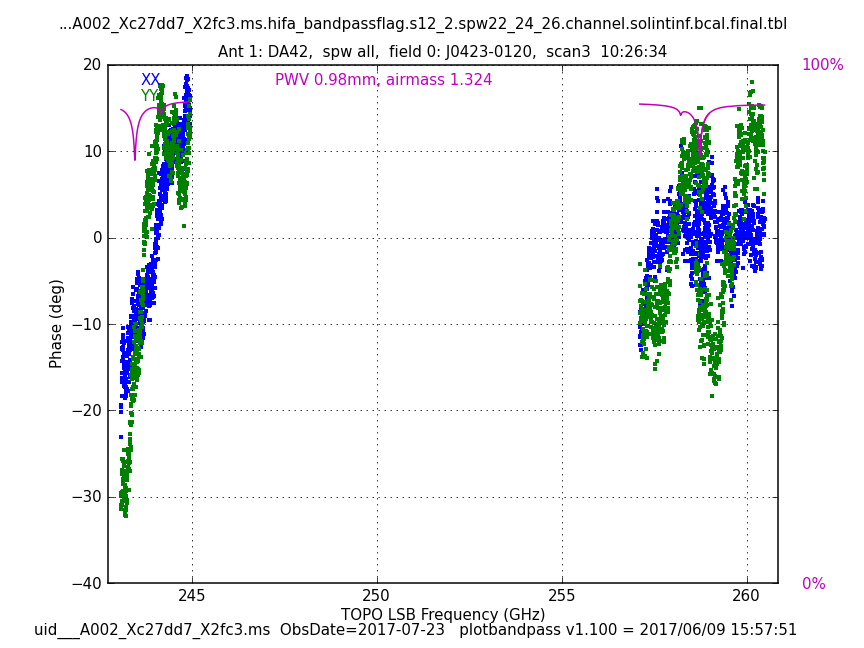 ...A002_Xc27dd7_X2fc3.ms.hifa_bandpassflag.s12_2.spw22_24_26.channel.solintinf.bcal.final.tbl
Ant 1: DA42,  spw all,  field 0: J0423-0120,  scan3  10:26:34
20
100%
XX
PWV 0.98mm, airmass 1.324
YY
10
0
−10
−20
−30
−40
0%
Phase (deg)
245
250
255
260
TOPO LSB Frequency (GHz)
uid___A002_Xc27dd7_X2fc3.ms  ObsDate=2017-07-23   plotbandpass v1.100 = 2017/06/09 15:57:51